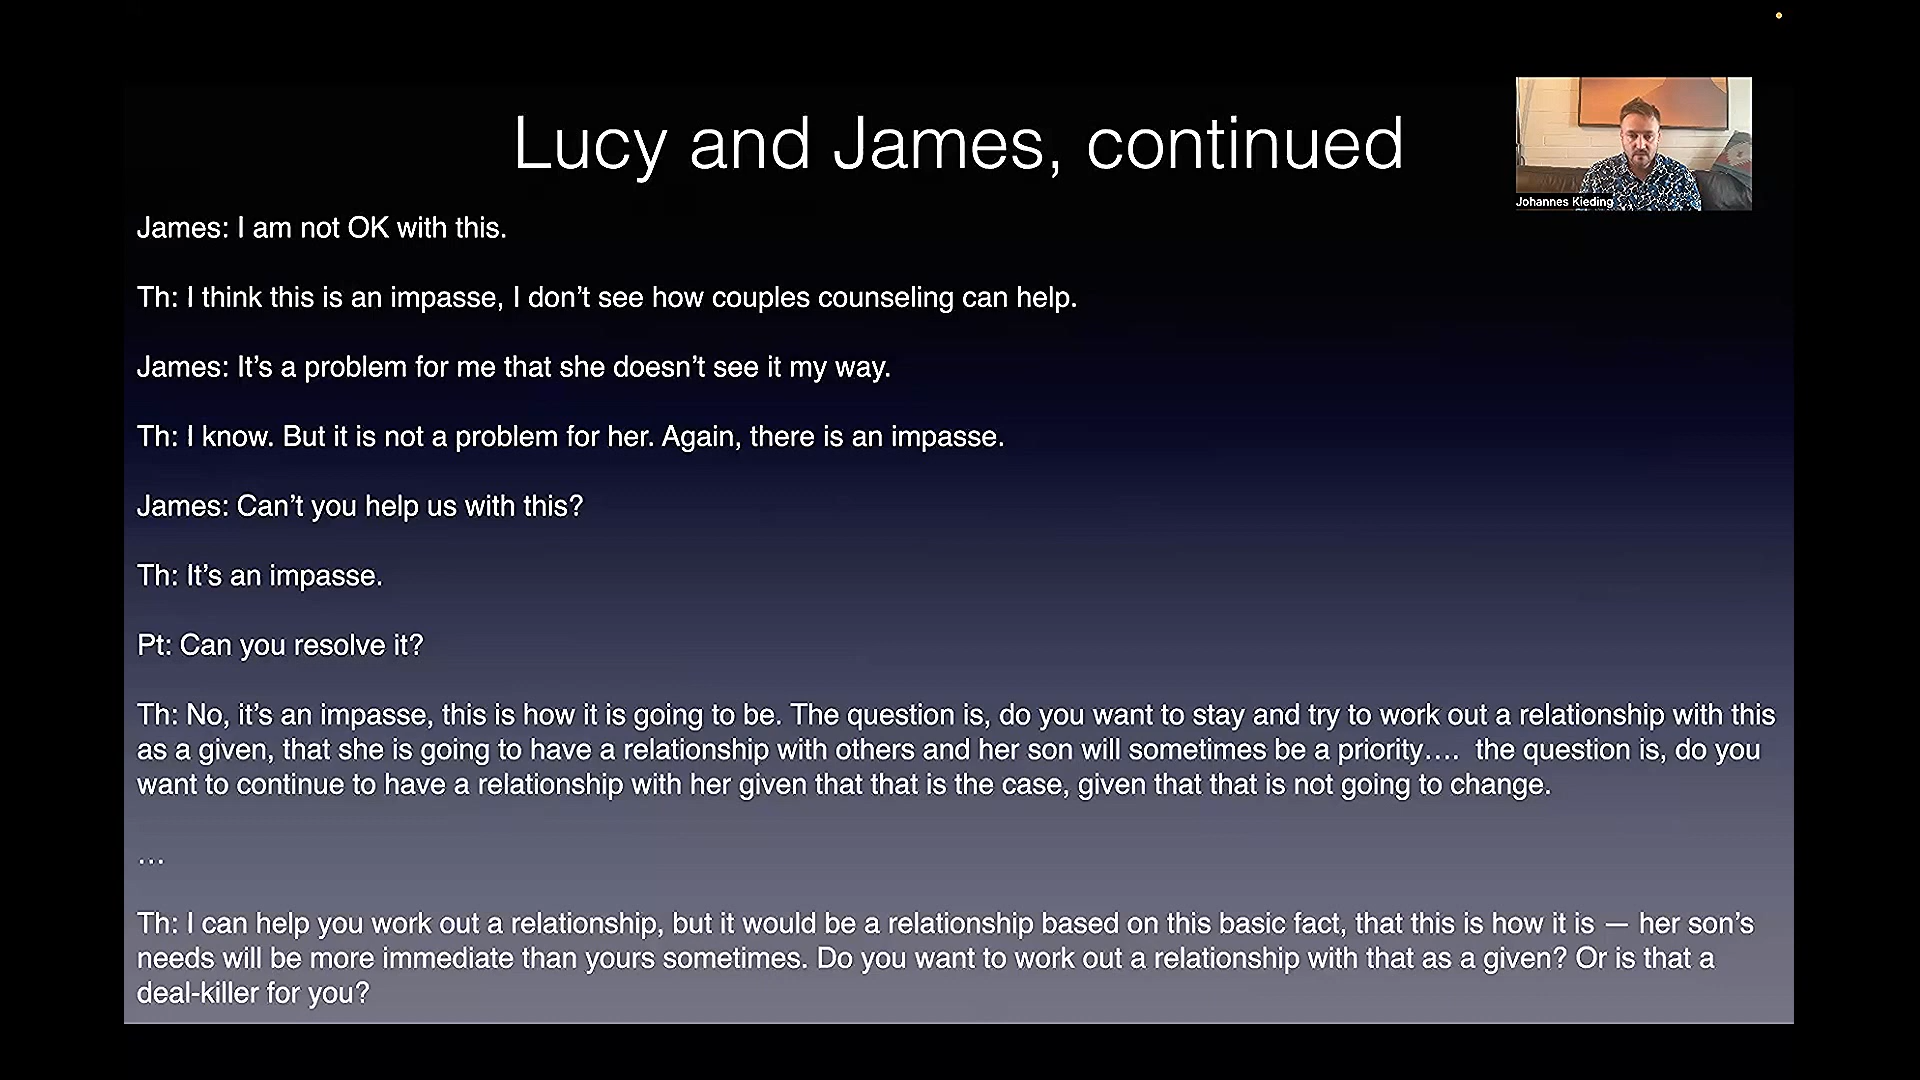 Lucy and James, continued
Johannes Kieding
James: I am not OK with this.
Th: I think this is an impasse, I don’t see how couples counseling can help.
James: It’s a problem for me that she doesn’t see it my way.
Th: I know. But it is not a problem for her. Again, there is an impasse.
James: Can’t you help us with this?
Th: It’s an impasse.
Pt: Can you resolve it?
Th: No, it’s an impasse, this is how it is going to be. The question is, do you want to stay and try to work out a relationship with this
as a given, that she is going to have a relationship with others and her son will sometimes be a priority…. the question is, do you
want to continue to have a relationship with her given that that is the case, given that that is not going to change.
…
Th: I can help you work out a relationship, but it would be a relationship based on this basic fact, that this is how it is — her son’s
needs will be more immediate than yours sometimes. Do you want to work out a relationship with that as a given? Or is that a
deal-killer for you?